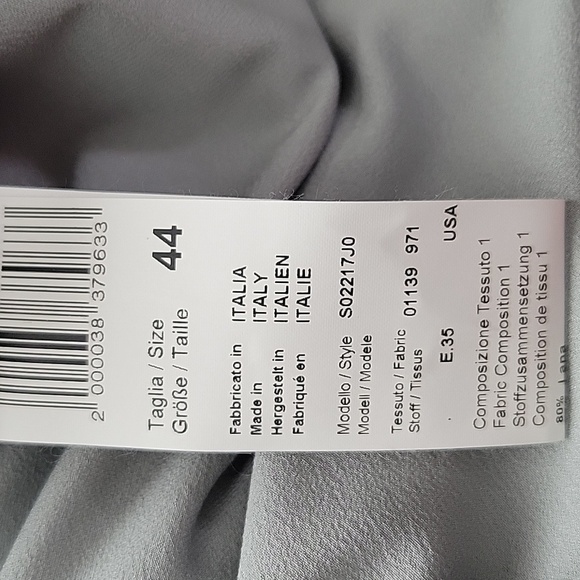 2 000038 379633
Taglia / Size 44
Größe / Taille
Fabbricato in ITALIA
Made in ITALY
Hergestelt in ITALIEN
Fabriqué en ITALIE
Modello / Style S02217J0
Modell / Modele
Tessuto / Fabric 01139 971
Stoff / Tissus
E.35 USA
Composizione Tessuto 1
Fabric Composition 1
Stoffzusammensetzung 1
Composition de tissu 1
80%